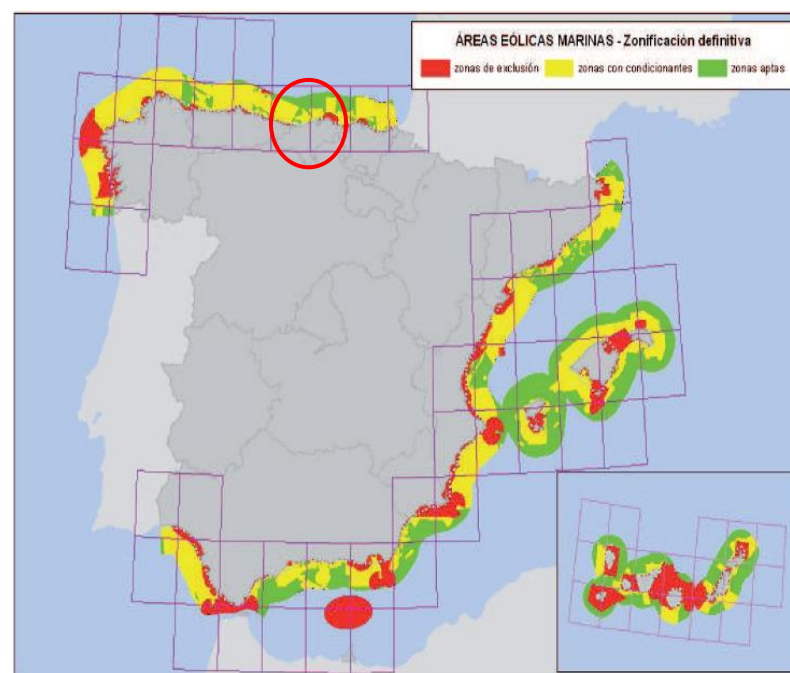 ÁREAS EÓLICAS MARINAS - Zonificación definitiva
zonas de exclusión zonas con condicionantes zonas aptas